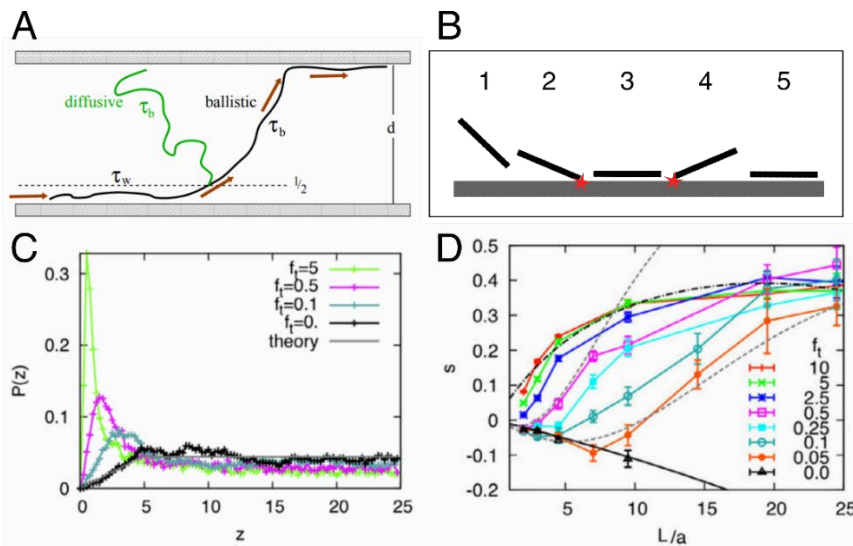 A
diffusive
τb
ballistic
τb
d
τw
l/2
B
1 2 3 4 5
C
P(z)
0.3
0.2
0.1
0
0 5 10 15 20 25
z
ft=5
ft=0.5
ft=0.1
ft=0.
theory
D
s
0.5
0.4
0.3
0.2
0.1
-0
-0.1
-0.2
5 10 15 20 25
L/a
ft
10
5
2.5
0.5
0.25
0.1
0.05
0.0